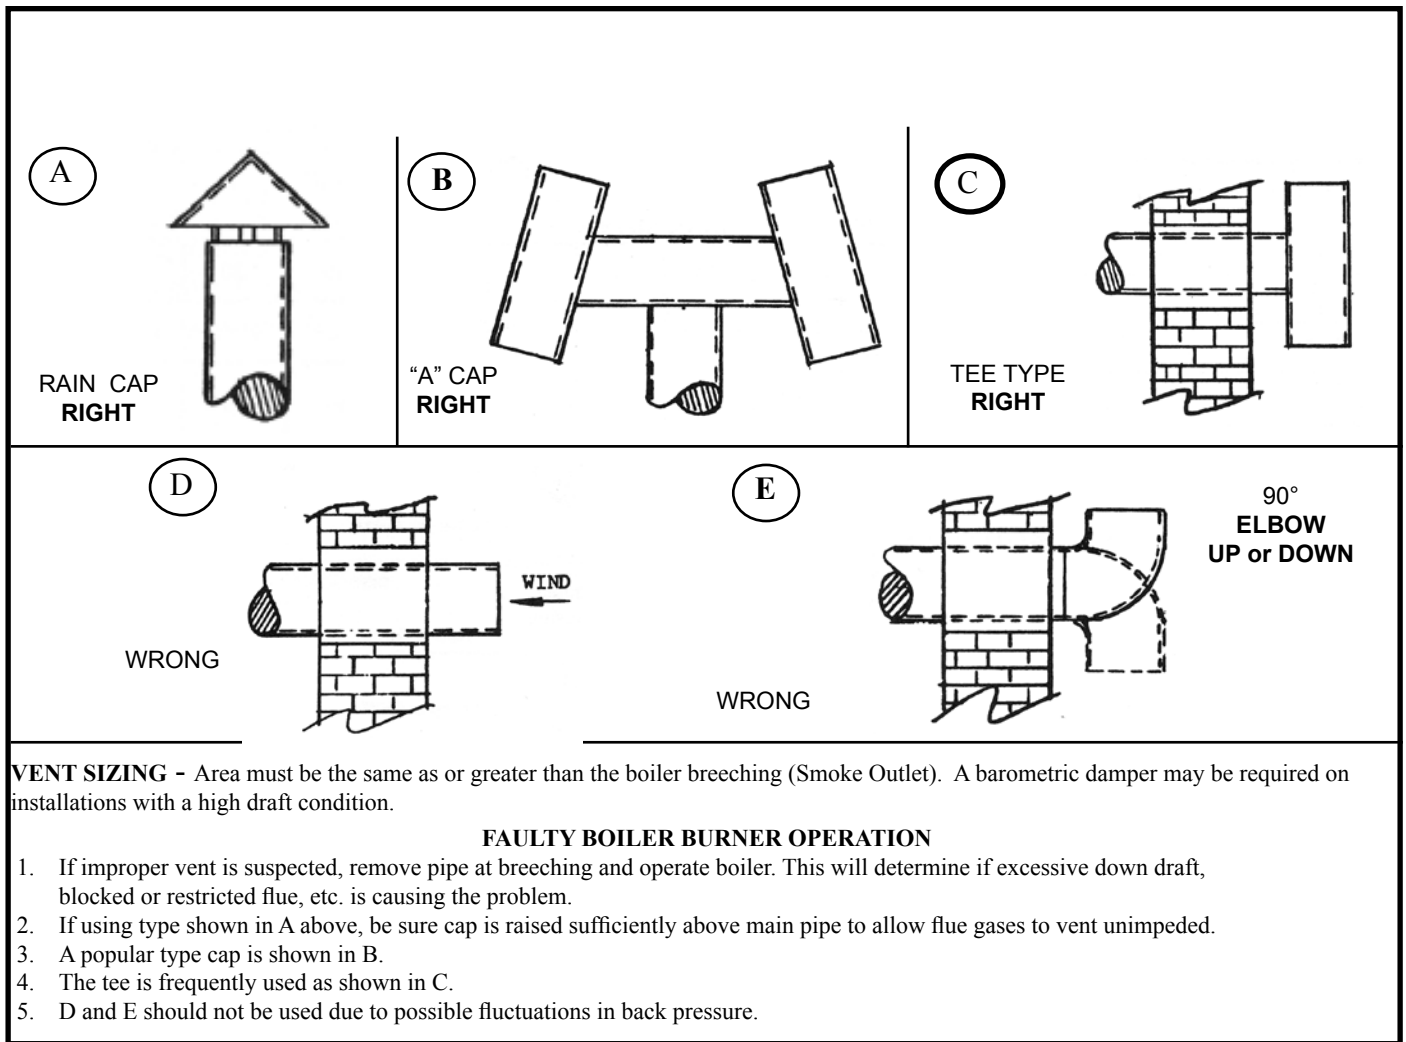 A
RAIN CAP
RIGHT
B
“A” CAP
RIGHT
C
TEE TYPE
RIGHT
D
WIND
WRONG
E
90°
ELBOW
UP or DOWN
WRONG
VENT SIZING - Area must be the same as or greater than the boiler breeching (Smoke Outlet). A barometric damper may be required on
installations with a high draft condition.
FAULTY BOILER BURNER OPERATION
1. If improper vent is suspected, remove pipe at breeching and operate boiler. This will determine if excessive down draft,
blocked or restricted flue, etc. is causing the problem.
2. If using type shown in A above, be sure cap is raised sufficiently above main pipe to allow flue gases to vent unimpeded.
3. A popular type cap is shown in B.
4. The tee is frequently used as shown in C.
5. D and E should not be used due to possible fluctuations in back pressure.